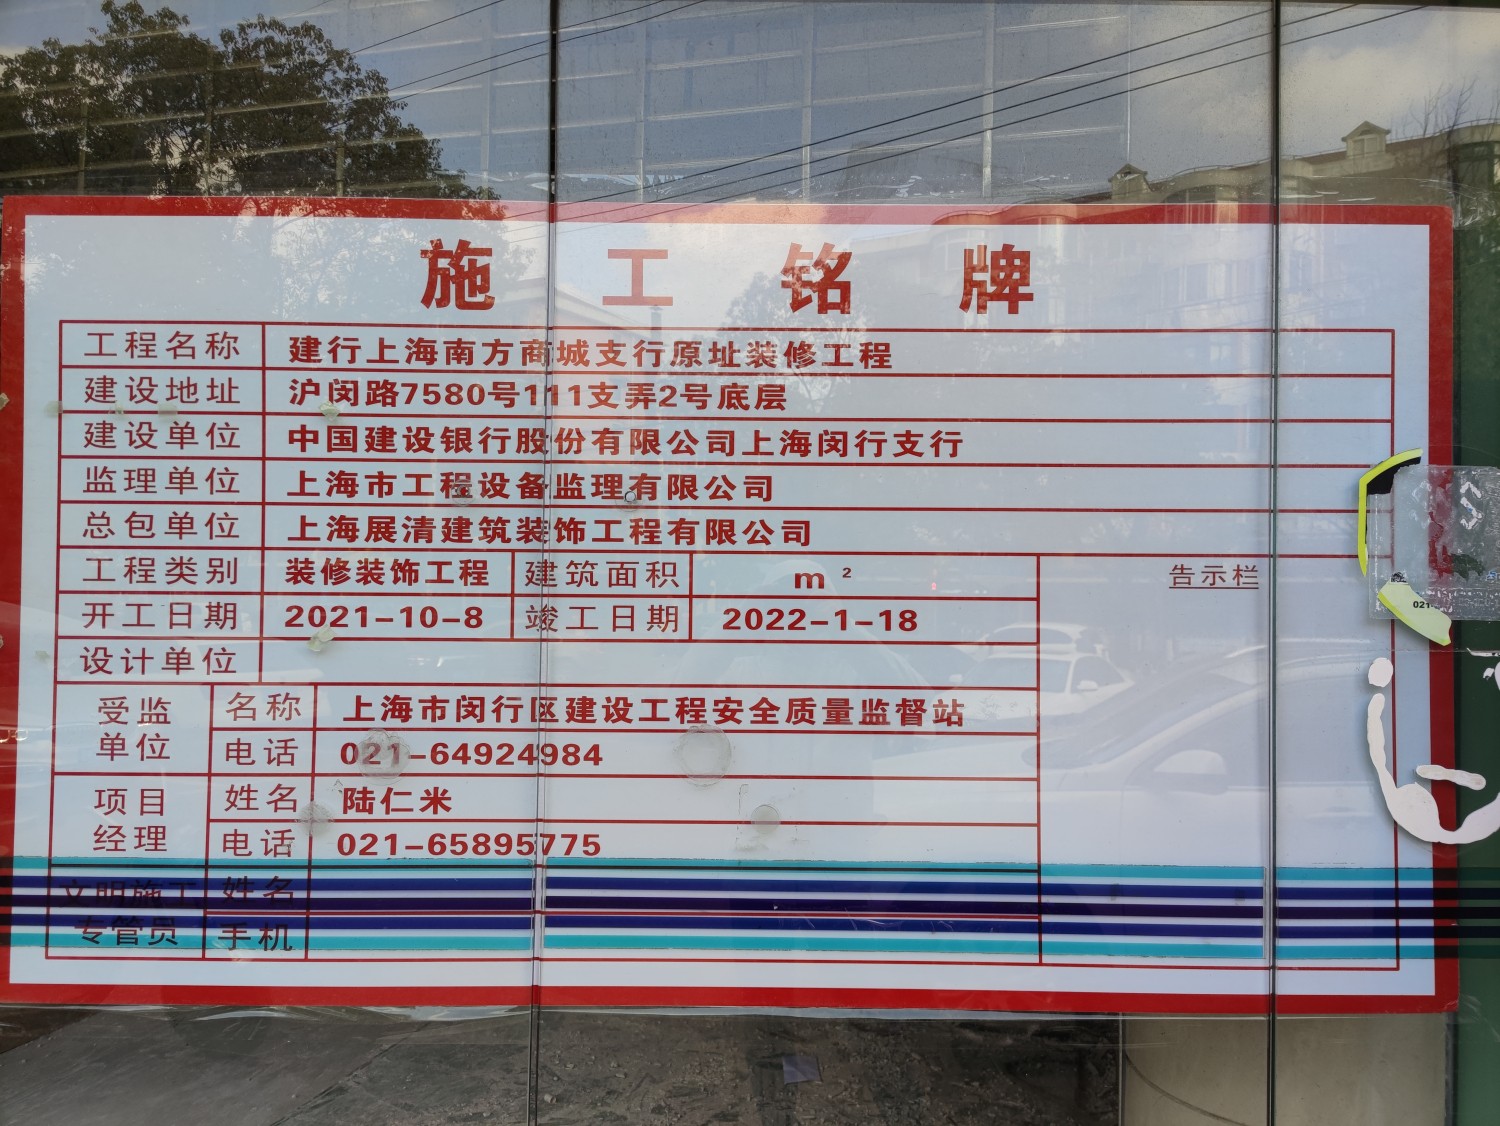 施工铭牌
工程名称 建行上海南方商城支行原址装修工程
建设地址 沪闵路7580号111支弄2号底层
建设单位 中国建设银行股份有限公司上海闵行支行
监理单位 上海市工程设备监理有限公司
总包单位 上海展清建筑装饰工程有限公司
工程类别 装修装饰工程 建筑面积 m²
告示栏
开工日期 2021-10-8 竣工日期 2022-1-18
设计单位
受监单位 名称 上海市闵行区建设工程安全质量监督站
电话 021-64924984
项目经理 姓名 陆仁米
电话 021-65895775
文明施工专管员 姓名
手机
021